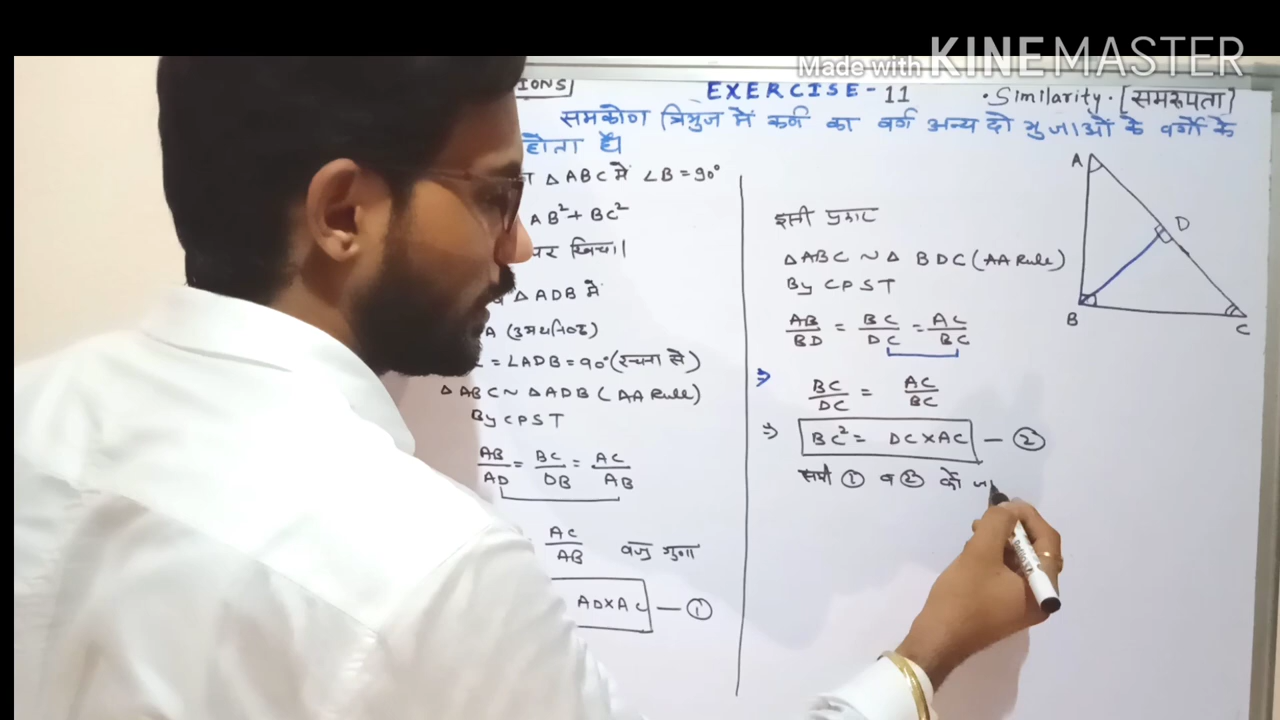 Made with KINEMASTER
IONS] EXERCISE-11 • Similarity • [समरूपता]
समकोण त्रिभुज में कर्ण का वर्ग अन्य दो भुजाओं के वर्गो के
होता है।
△ABC में ∠B=90°
AB²+BC²
पर खिचा।
△ADB में
A (उभयनिष्ठ)
= ∠ADB=90° (रचना से)
△ABC ~ △ADB (AA Rule)
By CPST
AB/AD = BC/DB = AC/AB
AC/AB वज्र गुणा
AD×AC — ①
इसी प्रकार
△ABC ~ △ BDC (AA Rule)
By CPST
AB/BD = BC/DC = AC/BC
⇒ BC/DC = AC/BC
⇒ BC² = DC×AC — ②
समी ① व ② को
A
D
B
C